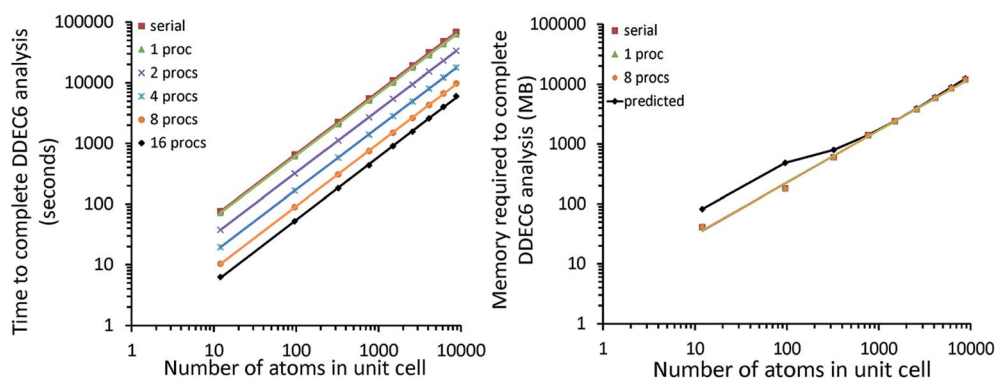 Time to complete DDEC6 analysis
(seconds)
100000
10000
1000
100
10
1
serial
1 proc
2 procs
4 procs
8 procs
16 procs
1 10 100 1000 10000
Number of atoms in unit cell
Memory required to complete
DDEC6 analysis (MB)
100000
10000
1000
100
10
1
serial
1 proc
8 procs
predicted
1 10 100 1000 10000
Number of atoms in unit cell